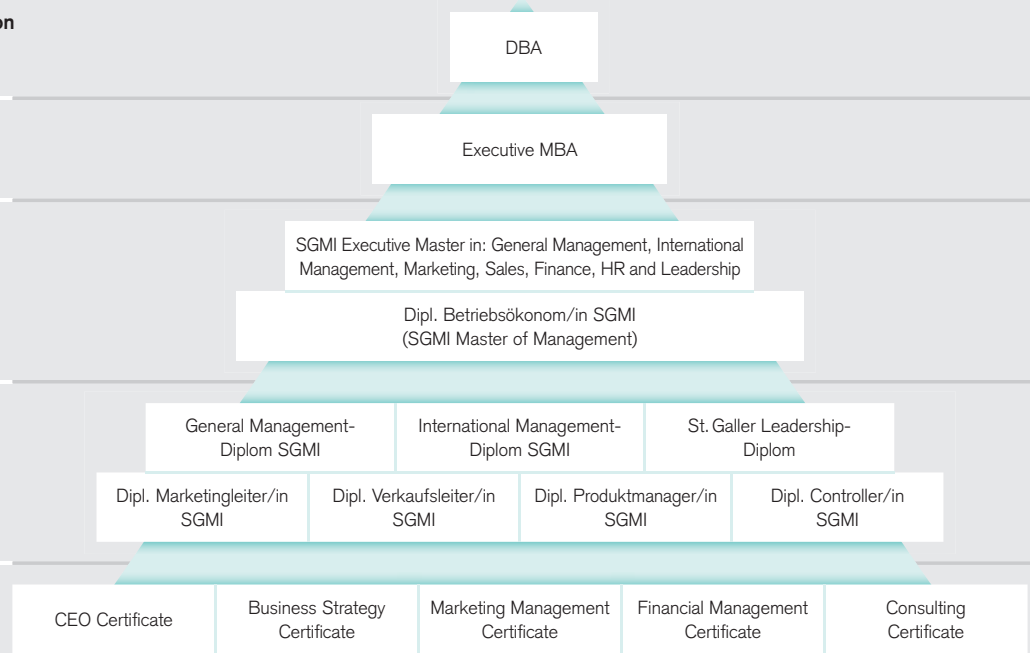 on
DBA
Executive MBA
SGMI Executive Master in: General Management, International
Management, Marketing, Sales, Finance, HR and Leadership
Dipl. Betriebsökonom/in SGMI
(SGMI Master of Management)
General Management-
Diplom SGMI
International Management-
Diplom SGMI
St. Galler Leadership-
Diplom
Dipl. Marketingleiter/in
SGMI
Dipl. Verkaufsleiter/in
SGMI
Dipl. Produktmanager/in
SGMI
Dipl. Controller/in
SGMI
CEO Certificate
Business Strategy
Certificate
Marketing Management
Certificate
Financial Management
Certificate
Consulting
Certificate